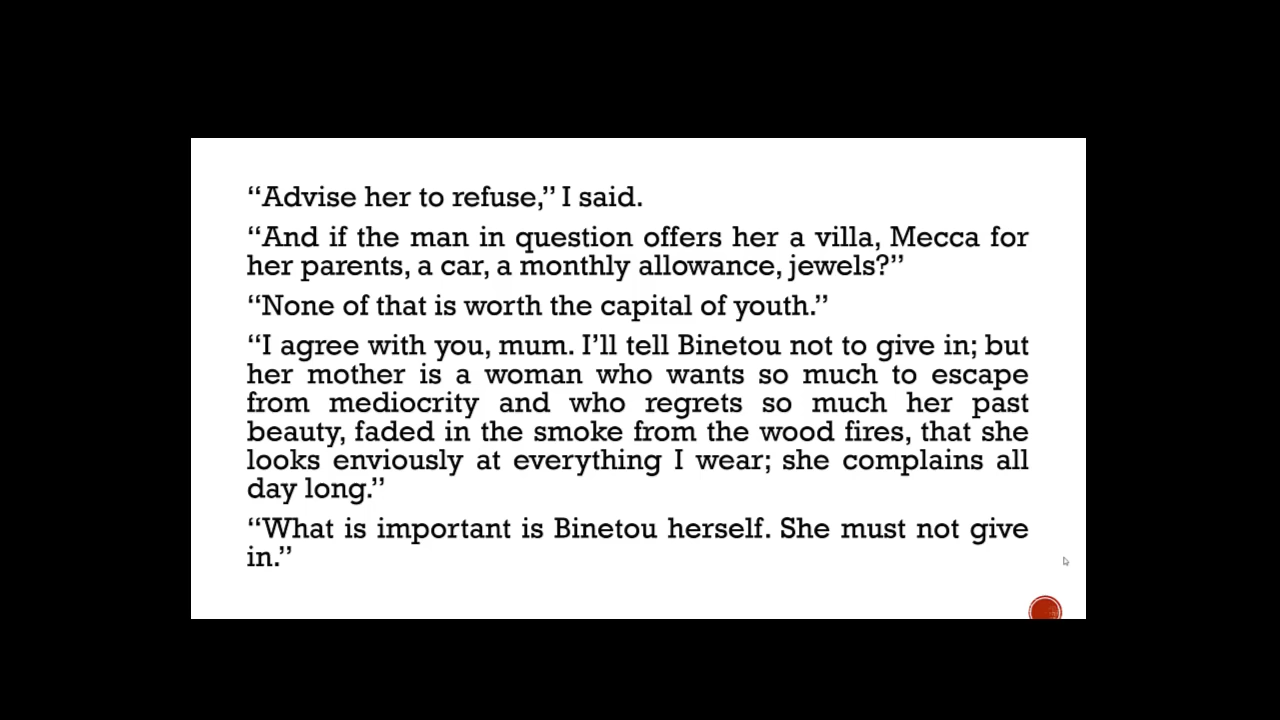 “Advise her to refuse,” I said.
“And if the man in question offers her a villa, Mecca for
her parents, a car, a monthly allowance, jewels?”
“None of that is worth the capital of youth.”
“I agree with you, mum. I’ll tell Binetou not to give in; but
her mother is a woman who wants so much to escape
from mediocrity and who regrets so much her past
beauty, faded in the smoke from the wood fires, that she
looks enviously at everything I wear; she complains all
day long.”
“What is important is Binetou herself. She must not give
in.”